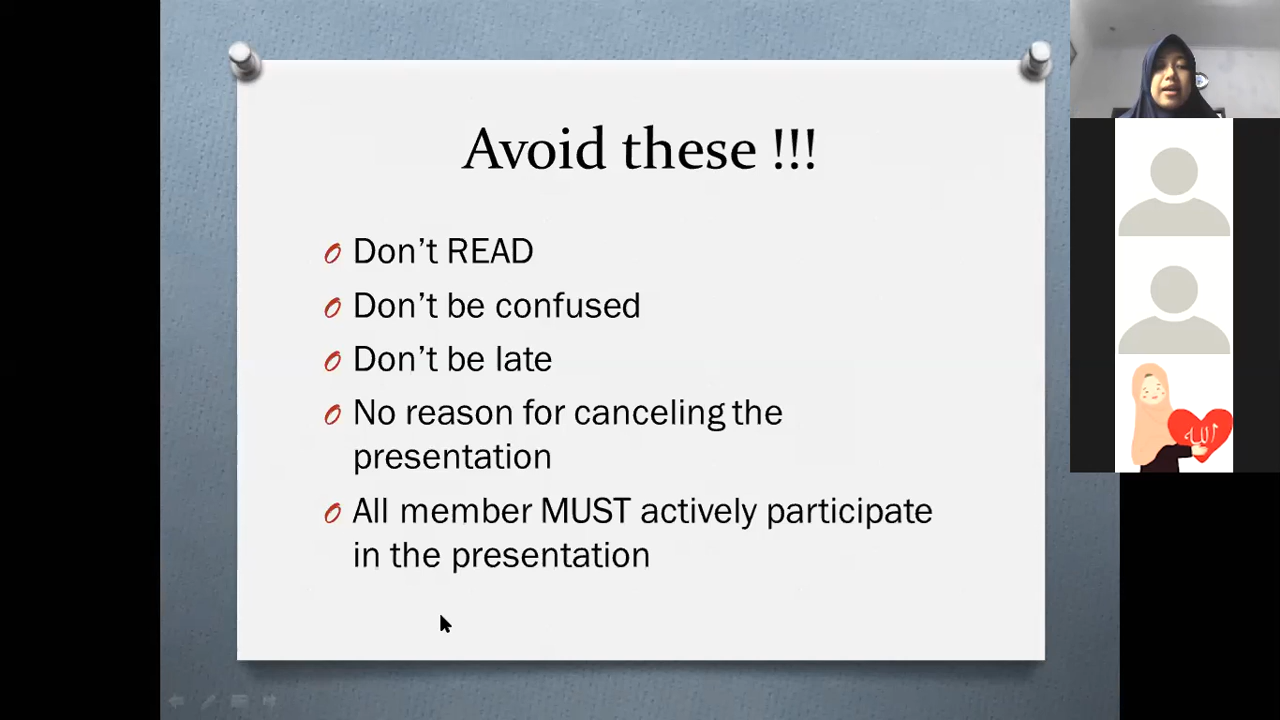 Avoid these !!!
Don't READ
Don't be confused
Don't be late
No reason for canceling the
presentation
All member MUST actively participate
in the presentation
الله